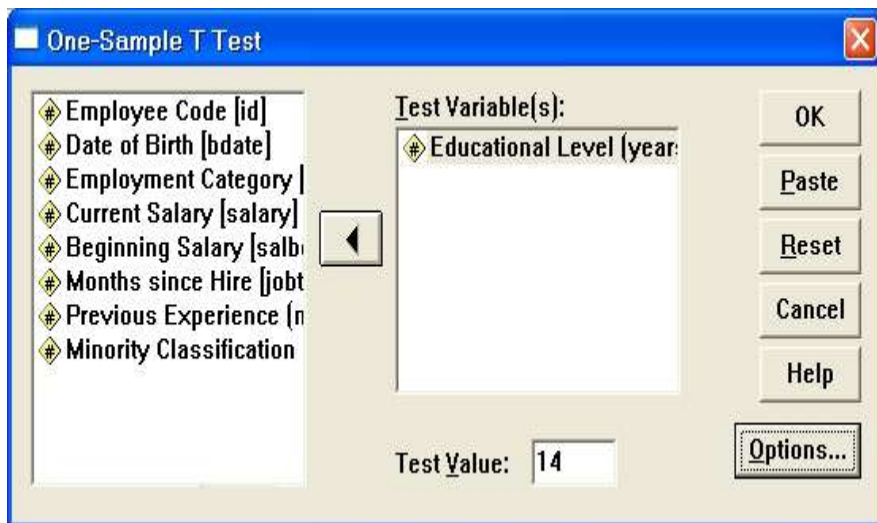 One-Sample T Test
Employee Code [id]
Date of Birth [bdate]
Employment Category [
Current Salary [salary]
Beginning Salary [salb
Months since Hire [jobt
Previous Experience (
Minority Classification
Test Variable(s):
Educational Level (year
Test Value: 14
OK
Paste
Reset
Cancel
Help
Options...